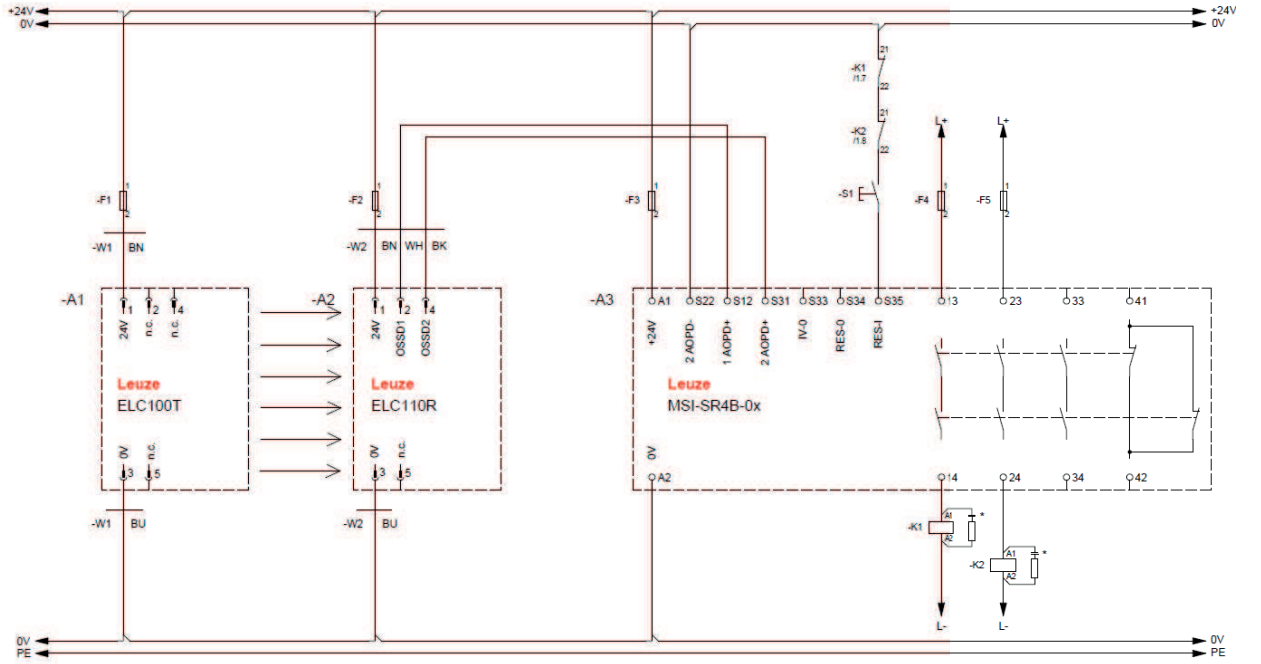 +24V +24V
0V 0V
21
-K1
/1.7
22
21
-K2
/1.8
22
L+ L+
1 1 1 1 1
-F1 -F2 -F3 -S1 -F4 -F5
2 2 2 2 2
-W1 BN -W2 BN WH BK
-A1 -A2 -A3
1 2 4 1 2 4 A1 S22 S12 S31 S33 S34 S35 13 23 33 41
24V n.c. n.c. 24V OSSD1 OSSD2 +24V 2 AOPD- 1 AOPD+ 2 AOPD+ IV-0 RES-0 RES-I
Leuze Leuze Leuze
ELC100T ELC110R MSI-SR4B-0x
0V n.c. 0V n.c. 0V
3 5 3 5 A2 14 24 34 42
-W1 BU -W2 BU
-K1 A1 *
A2
-K2 A1 *
A2
L- L-
0V 0V
PE PE